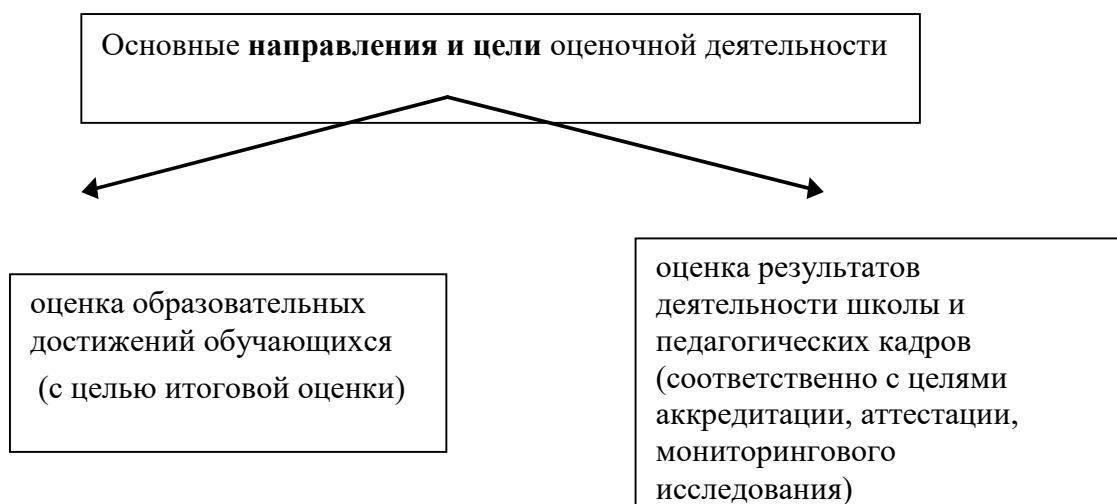 Основные направления и цели оценочной деятельности
оценка образовательных
достижений обучающихся
(с целью итоговой оценки)
оценка результатов
деятельности школы и
педагогических кадров
(соответственно с целями
аккредитации, аттестации,
мониторингового
исследования)